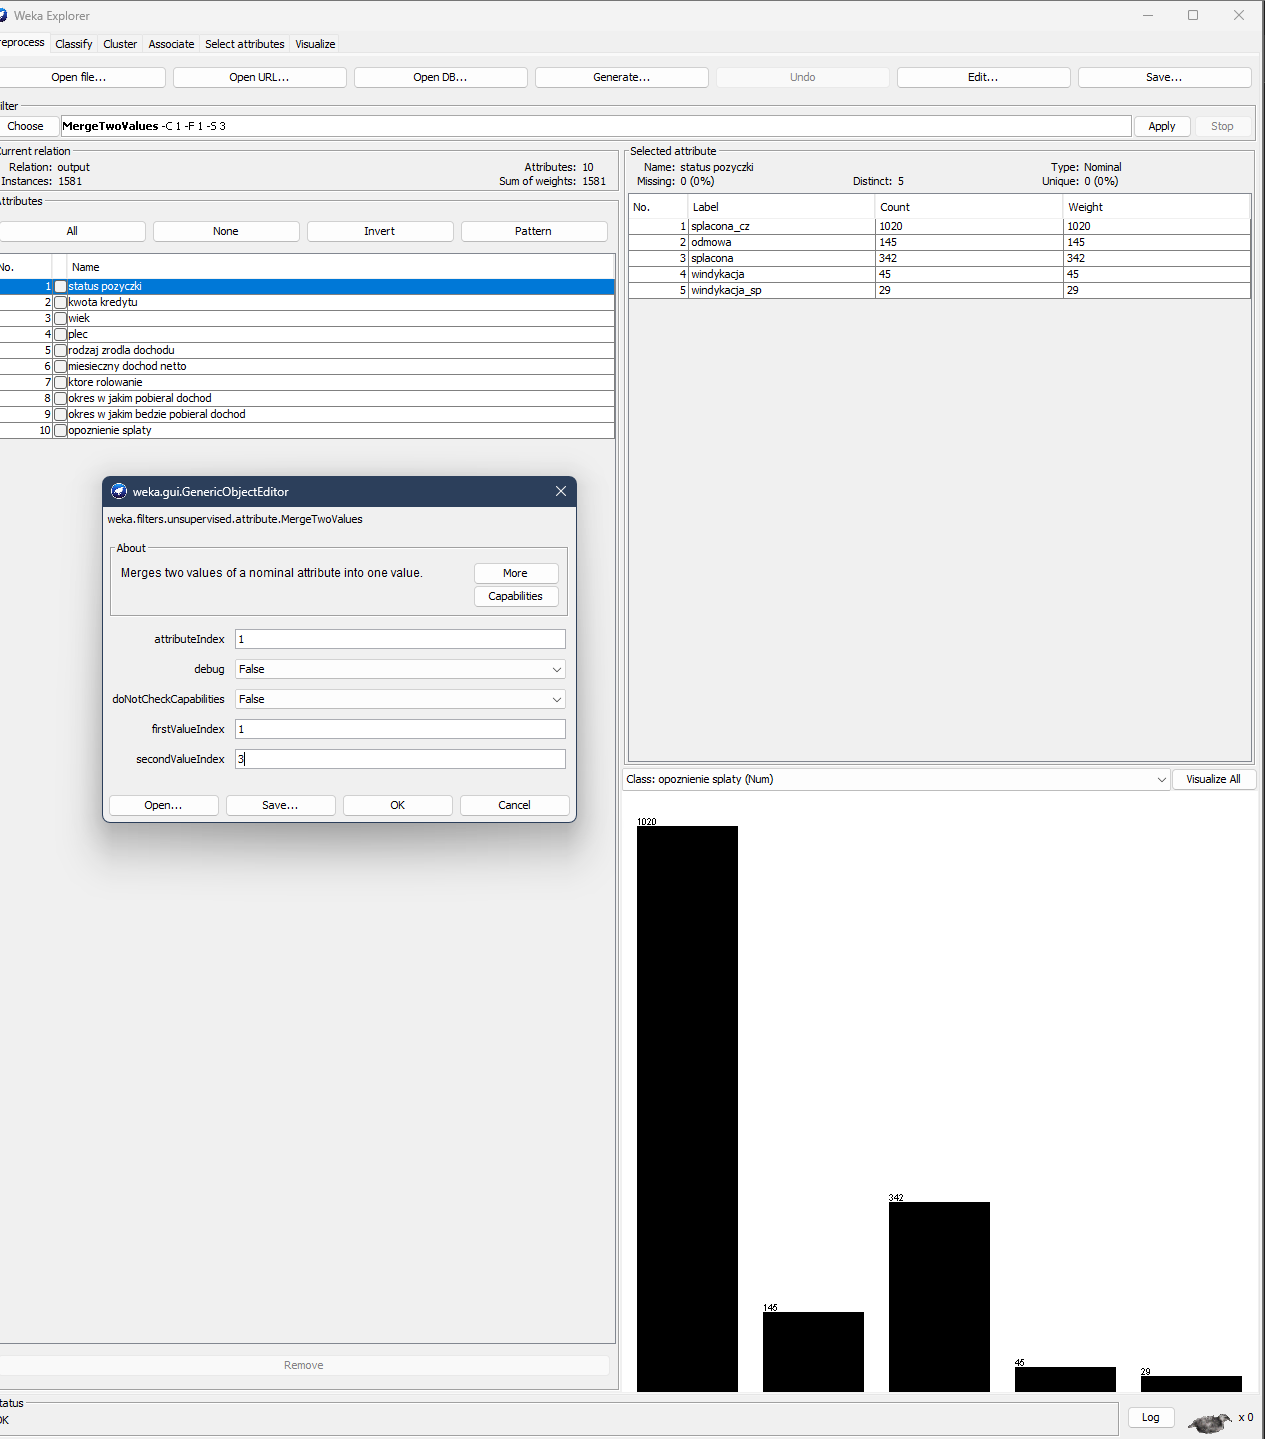 Weka Explorer
reprocess Classify Cluster Associate Select attributes Visualize
Open file... Open URL... Open DB... Generate... Undo Edit... Save...
ilter
Choose MergeTwoValues -C 1 -F 1 -S 3 Apply Stop
Current relation
Relation: output Attributes: 10
Instances: 1581 Sum of weights: 1581
Selected attribute
Name: status pozyczki Type: Nominal
Missing: 0 (0%) Distinct: 5 Unique: 0 (0%)
No. Label Count Weight
1 splacona_cz 1020 1020
2 odmowa 145 145
3 splacona 342 342
4 windykacja 45 45
5 windykacja_sp 29 29
ttributes
All None Invert Pattern
No. Name
1 status pozyczki
2 kwota kredytu
3 wiek
4 plec
5 rodzaj zrodla dochodu
6 miesieczny dochod netto
7 ktore rolowanie
8 okres w jakim pobieral dochod
9 okres w jakim bedzie pobieral dochod
10 opoznienie splaty
weka.gui.GenericObjectEditor
weka.filters.unsupervised.attribute.MergeTwoValues
About
Merges two values of a nominal attribute into one value. More
Capabilities
attributeIndex 1
debug False
doNotCheckCapabilities False
firstValueIndex 1
secondValueIndex 3
Open... Save... OK Cancel
Class: opoznienie splaty (Num) Visualize All
1020
145
342
45
29
Remove
tatus
OK
Log x 0